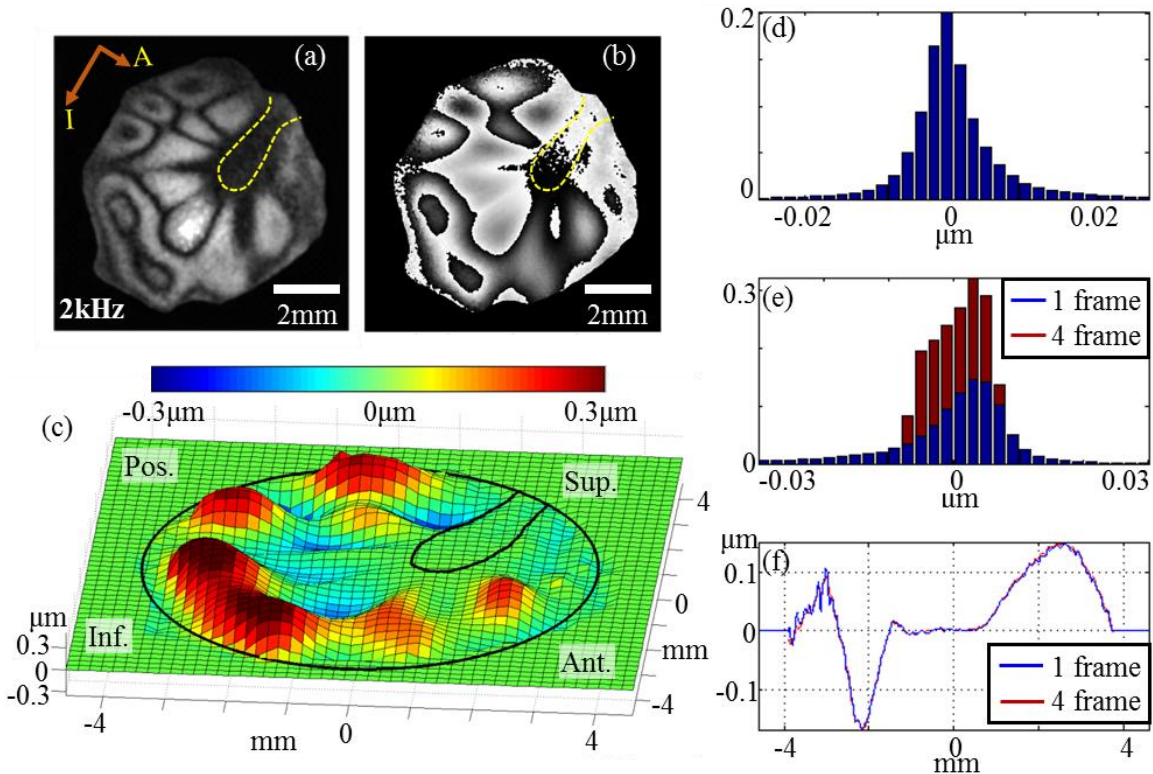 (a)
A
I
2kHz
2mm
(b)
2mm
-0.3μm 0μm 0.3μm
(c)
Pos.
Sup.
Inf.
Ant.
μm
0.3
0
-0.3
-4 0 4
mm
4
0
mm
-4
(d)
0.2
0
-0.02 0 0.02
μm
(e)
0.3
0
1 frame
4 frame
-0.03 0 0.03
μm
μm
(f)
0.1
0
-0.1
1 frame
4 frame
-4 0 4
mm